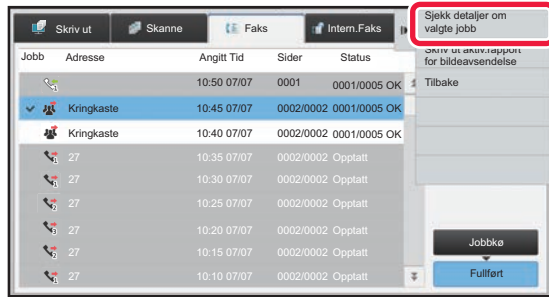 Skriv ut
Skanne
Faks
Intern.Faks
Sjekk detaljer om
valgte jobb
Skriv ut aktiv.rapport
for bildeavsendelse
Tilbake
Jobb Adresse Angitt Tid Sider Status
1 10:50 07/07 0001 0001/0005 OK
Kringkaste 10:45 07/07 0002/0002 0001/0005 OK
Kringkaste 10:40 07/07 0002/0002 0001/0005 OK
1 27 10:35 07/07 0002/0002 Opptatt
1 27 10:30 07/07 0002/0002 Opptatt
27 10:25 07/07 0002/0002 Opptatt
27 10:20 07/07 0002/0002 Opptatt
1 27 10:15 07/07 0002/0002 Opptatt
1 27 10:10 07/07 0002/0002 Opptatt
Jobbkø
Fullført